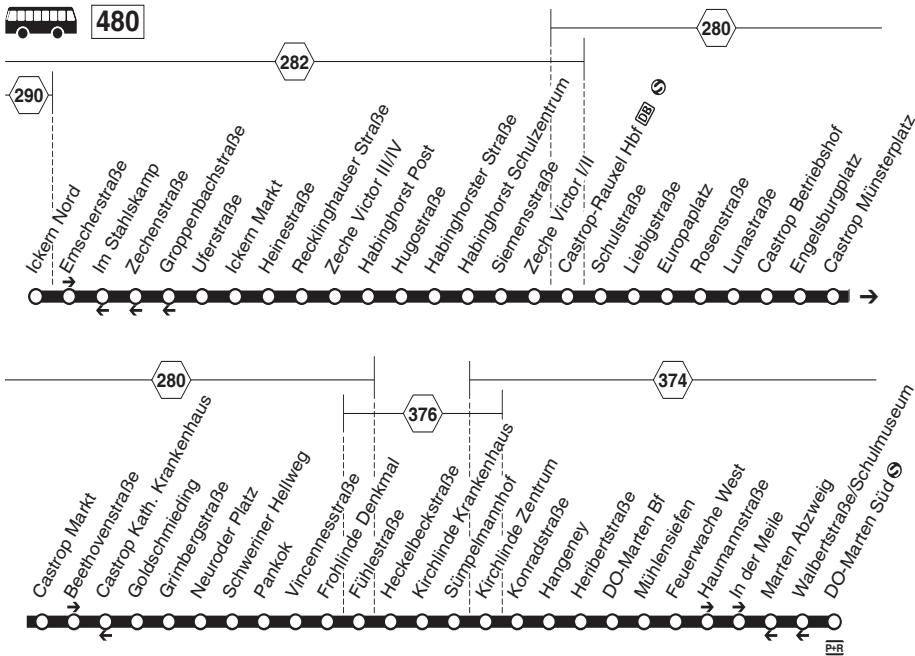 480
280
282
290
Ickern Nord
Emscherstraße
Im Stahlskamp
Zechenstraße
Groppenbachstraße
Uferstraße
Ickern Markt
Heinestraße
Recklinghauser Straße
Zeche Victor III/IV
Habinghorst Post
Hugostraße
Habinghorster Straße
Habinghorst Schulzentrum
Siemensstraße
Zeche Victor I/II
Castrop-Rauxel Hbf DB S
Schulstraße
Liebigstraße
Europaplatz
Rosenstraße
Lunastraße
Castrop Betriebshof
Engelsburgplatz
Castrop Münsterplatz
280
374
376
Castrop Markt
Beethovenstraße
Castrop Kath. Krankenhaus
Goldschmieding
Grimbergstraße
Neuroder Platz
Schweriner Hellweg
Pankok
Vincennesstraße
Frohlinde Denkmal
Fühlestraße
Heckelbeckstraße
Kirchlinde Krankenhaus
Sümpelmannhof
Kirchlinde Zentrum
Konradstraße
Hangeney
Heribertstraße
DO-Marten Bf
Mühlensiefen
Feuerwache West
Haumannstraße
In der Meile
Marten Abzweig
Walbertstraße/Schulmuseum
DO-Marten Süd S
P+R